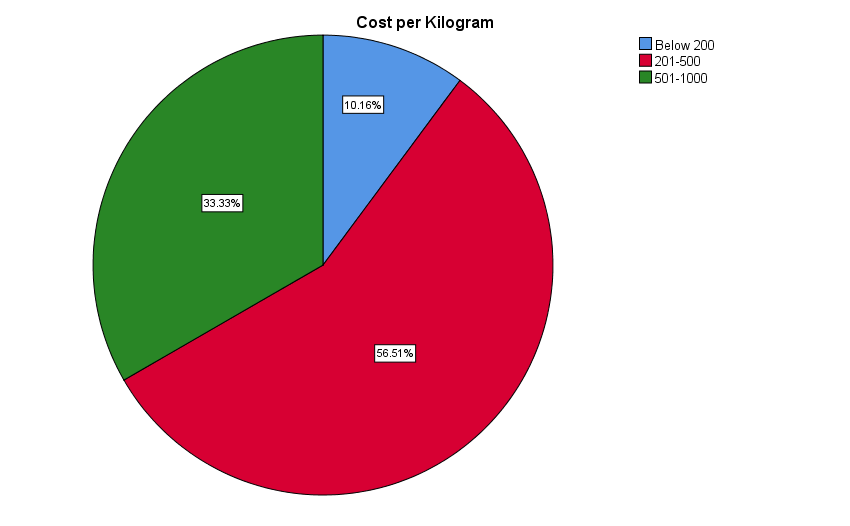 Cost per Kilogram
Below 200
201-500
501-1000
10.16%
33.33%
56.51%